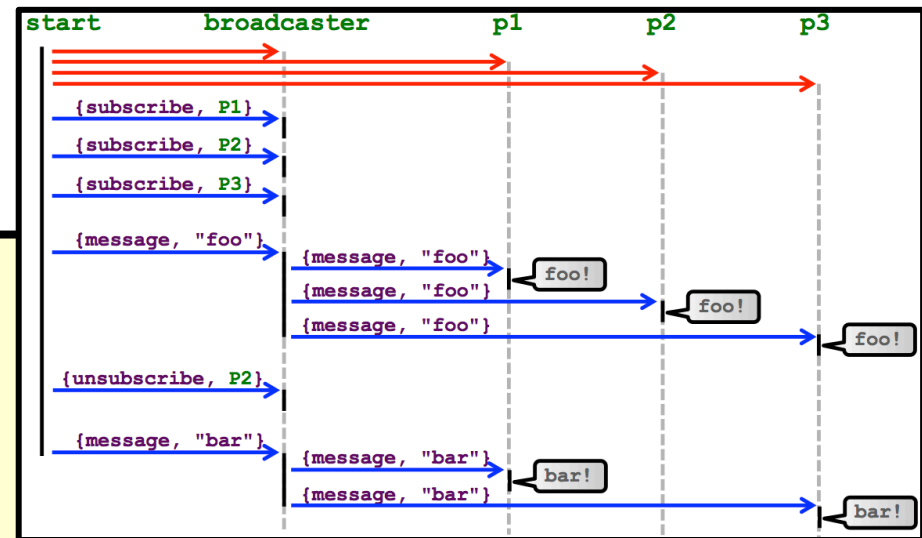 start broadcaster p1 p2 p3
{subscribe, P1}
{subscribe, P2}
{subscribe, P3}
{message, "foo"}
{message, "foo"}
foo!
{message, "foo"}
foo!
{message, "foo"}
foo!
{unsubscribe, P2}
{message, "bar"}
{message, "bar"}
bar!
{message, "bar"}
bar!